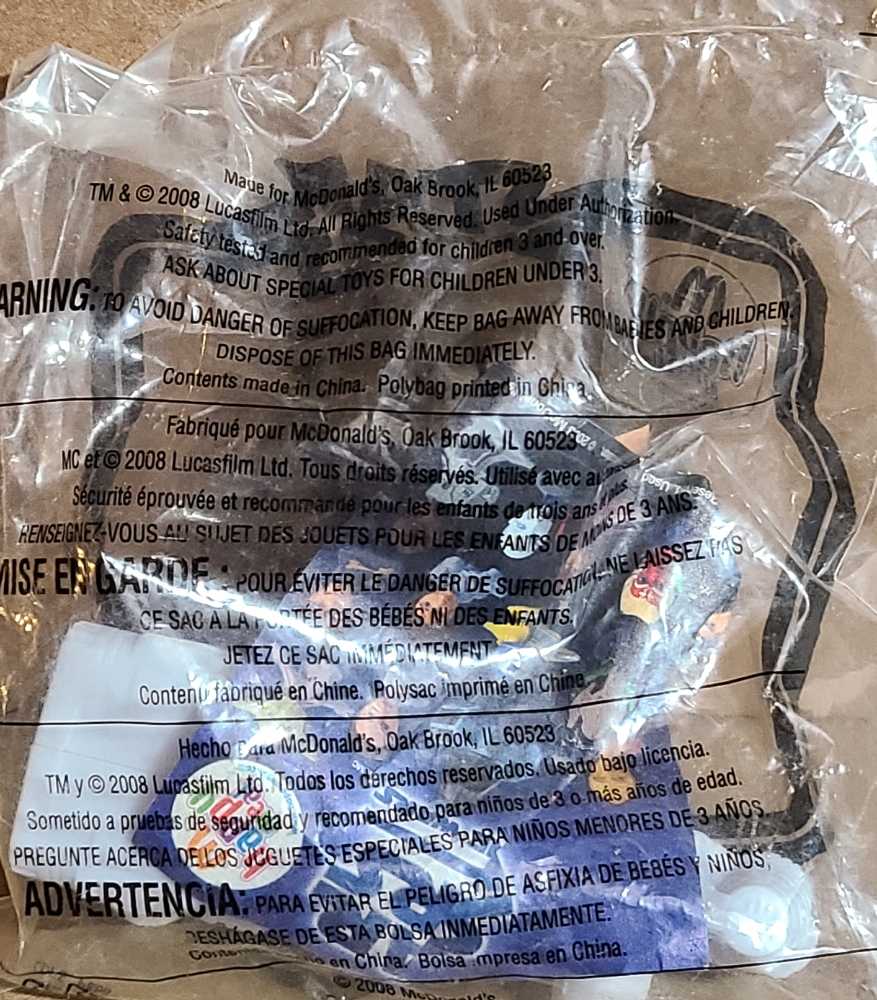 Made for McDonald's, Oak Brook, IL 60523
TM & © 2008 Lucasfilm Ltd. All Rights Reserved. Used Under Authorization.
Safety tested and recommended for children 3 and over.
ASK ABOUT SPECIAL TOYS FOR CHILDREN UNDER 3.
ARNING: TO AVOID DANGER OF SUFFOCATION, KEEP BAG AWAY FROM BABIES AND CHILDREN.
DISPOSE OF THIS BAG IMMEDIATELY.
Contents made in China. Polybag printed in China.
Fabriqué pour McDonald's, Oak Brook, IL 60523
MC et © 2008 Lucasfilm Ltd. Tous droits réservés. Utilisé avec
Sécurité éprouvée et recommandé pour les enfants de trois ans et plus.
RENSEIGNEZ-VOUS AU SUJET DES JOUETS POUR LES ENFANTS DE MOINS DE 3 ANS.
MISE EN GARDE : POUR ÉVITER LE DANGER DE SUFFOCATION, NE LAISSEZ PAS
CE SAC À LA PORTÉE DES BÉBÉS NI DES ENFANTS.
JETEZ CE SAC IMMÉDIATEMENT.
Contenu fabriqué en Chine. Polysac imprimé en Chine.
Hecho para McDonald's, Oak Brook, IL 60523
TM y © 2008 Lucasfilm Ltd. Todos los derechos reservados. Usado bajo licencia.
Sometido a pruebas de seguridad y recomendado para niños de 3 o más años de edad.
PREGUNTE ACERCA DE LOS JUGUETES ESPECIALES PARA NIÑOS MENORES DE 3 AÑOS.
ADVERTENCIA: PARA EVITAR EL PELIGRO DE ASFIXIA DE BEBÉS Y NIÑOS,
DESHÁGASE DE ESTA BOLSA INMEDIATAMENTE.
en China. Bolsa impresa en China.
© 2008 McDonald's